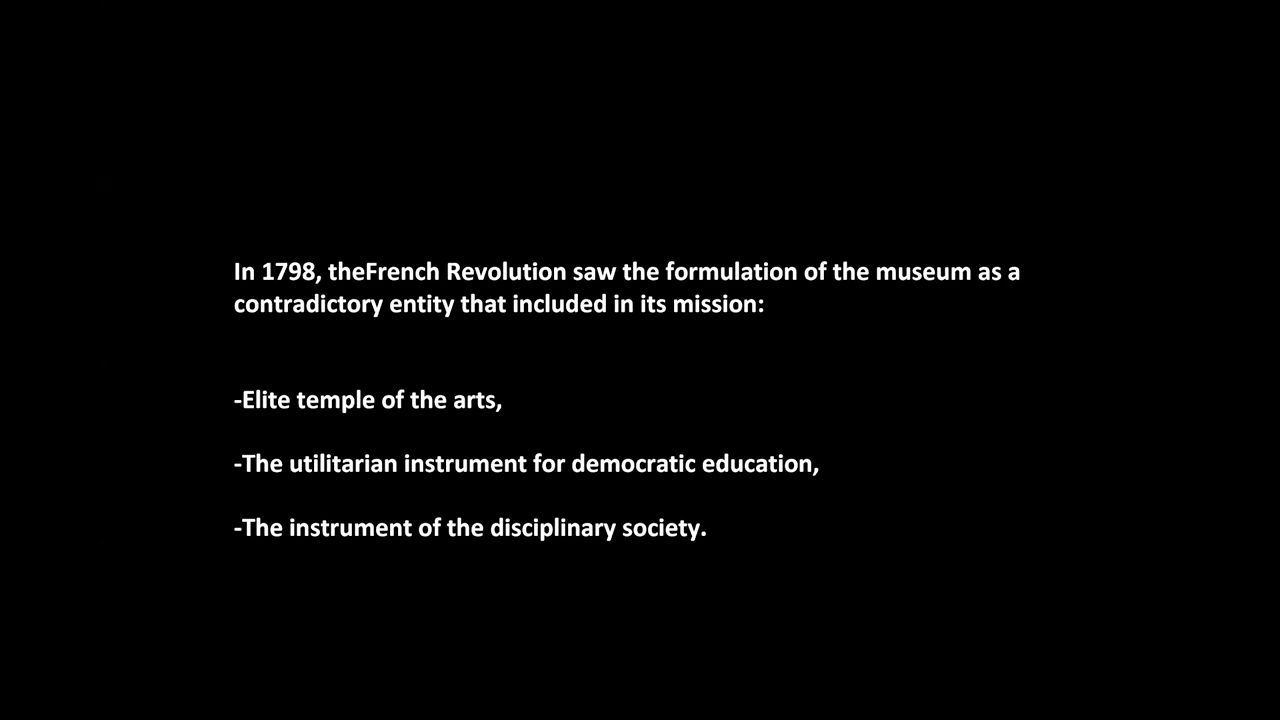 In 1798, theFrench Revolution saw the formulation of the museum as a
contradictory entity that included in its mission:
-Elite temple of the arts,
-The utilitarian instrument for democratic education,
-The instrument of the disciplinary society.